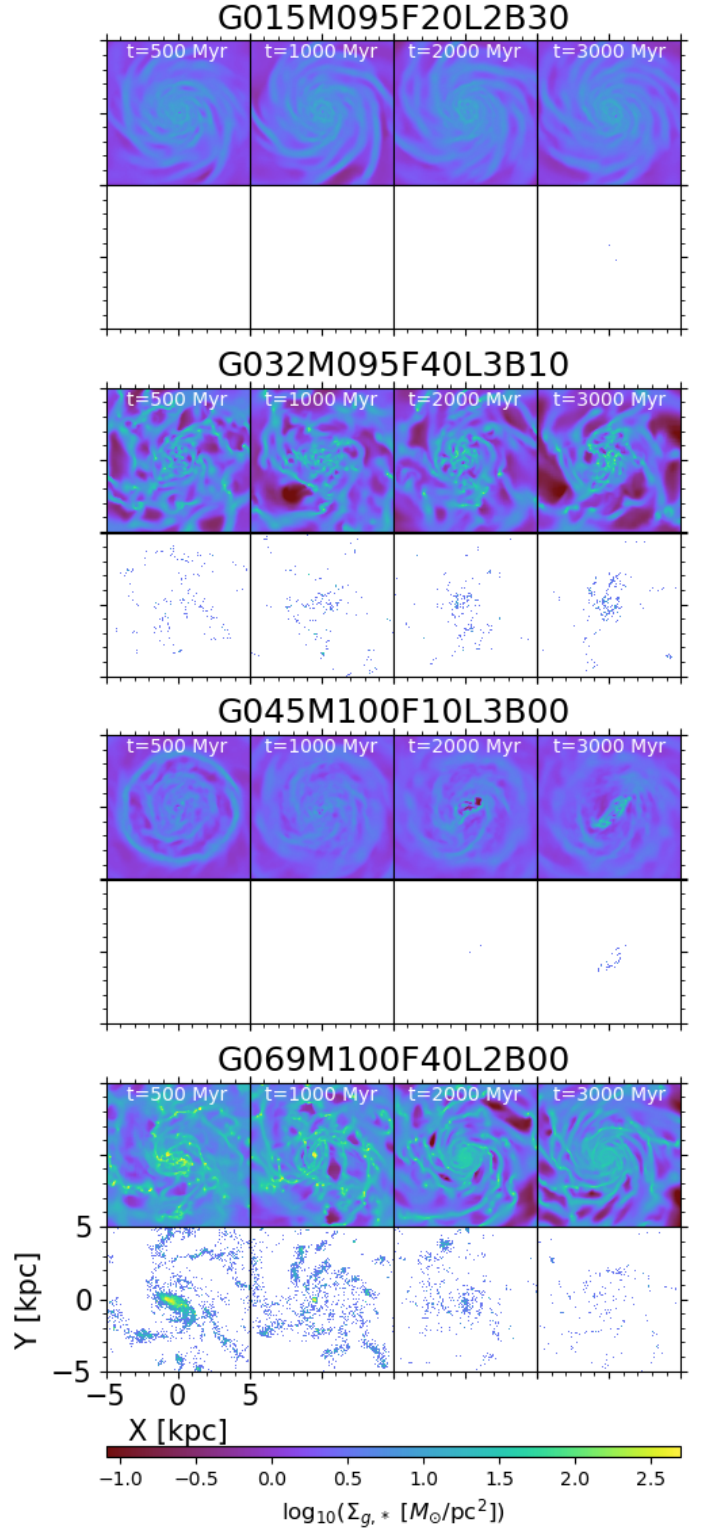 G015M095F20L2B30
t=500 Myr t=1000 Myr t=2000 Myr t=3000 Myr
G032M095F40L3B10
t=500 Myr t=1000 Myr t=2000 Myr t=3000 Myr
G045M100F10L3B00
t=500 Myr t=1000 Myr t=2000 Myr t=3000 Myr
G069M100F40L2B00
t=500 Myr t=1000 Myr t=2000 Myr t=3000 Myr
5
0
−5
Y [kpc]
−5 0 5
X [kpc]
−1.0 −0.5 0.0 0.5 1.0 1.5 2.0 2.5
log₁₀(Σg,* [M⊙/pc²])